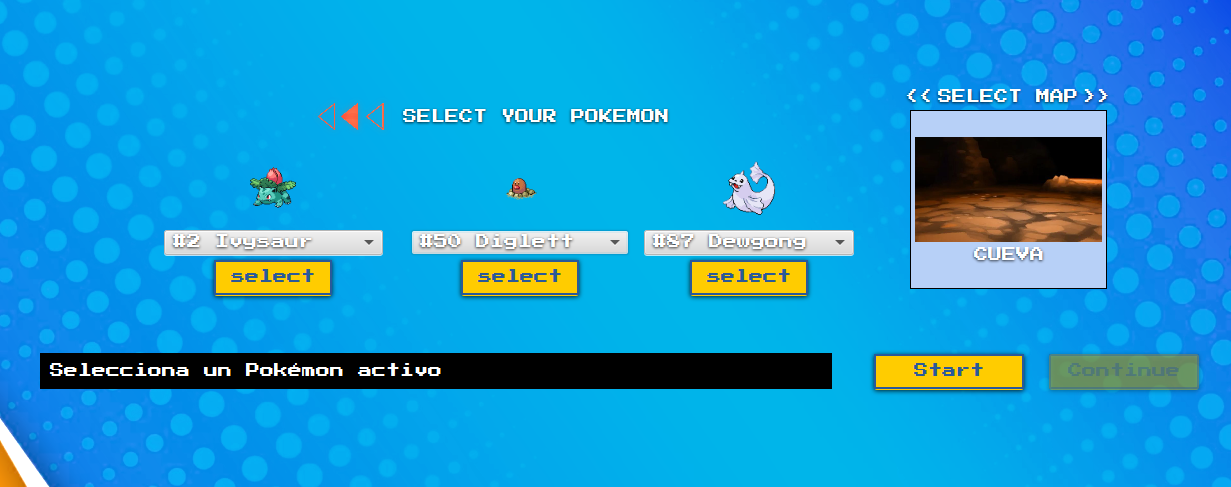 <<SELECT MAP>>
SELECT YOUR POKEMON
#2 Ivysaur
#50 Diglett
#87 Dewgong
select
select
select
CUEVA
Selecciona un Pokémon activo
Start
Continue